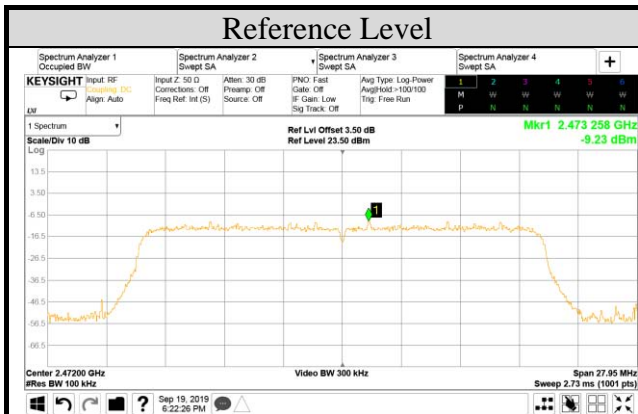 Reference Level
Spectrum Analyzer 1
Occupied BW
Spectrum Analyzer 2
Swept SA
Spectrum Analyzer 3
Swept SA
Spectrum Analyzer 4
Swept SA
+
KEYSIGHT
Input: RF
Coupling: DC
Align: Auto
Input Z: 50 Ω
Corrections: Off
Freq Ref: Int (S)
Atten: 30 dB
Preamp: Off
Source: Off
PNO: Fast
Gate: Off
IF Gain: Low
Sig Track: Off
Avg Type: Log-Power
Avg|Hold:>100/100
Trig: Free Run
1 2 3 4 5 6
M W W W W W
P N N N N N
LXI
1 Spectrum
Scale/Div 10 dB
Ref Lvl Offset 3.50 dB
Ref Level 23.50 dBm
Mkr1 2.473 258 GHz
-9.23 dBm
Log
13.5
3.50
-6.50
1
-16.5
-26.5
-36.5
-46.5
-56.5
-66.5
Center 2.47200 GHz
#Res BW 100 kHz
Video BW 300 kHz
Span 27.95 MHz
Sweep 2.73 ms (1001 pts)
?
Sep 19, 2019
6:22:26 PM